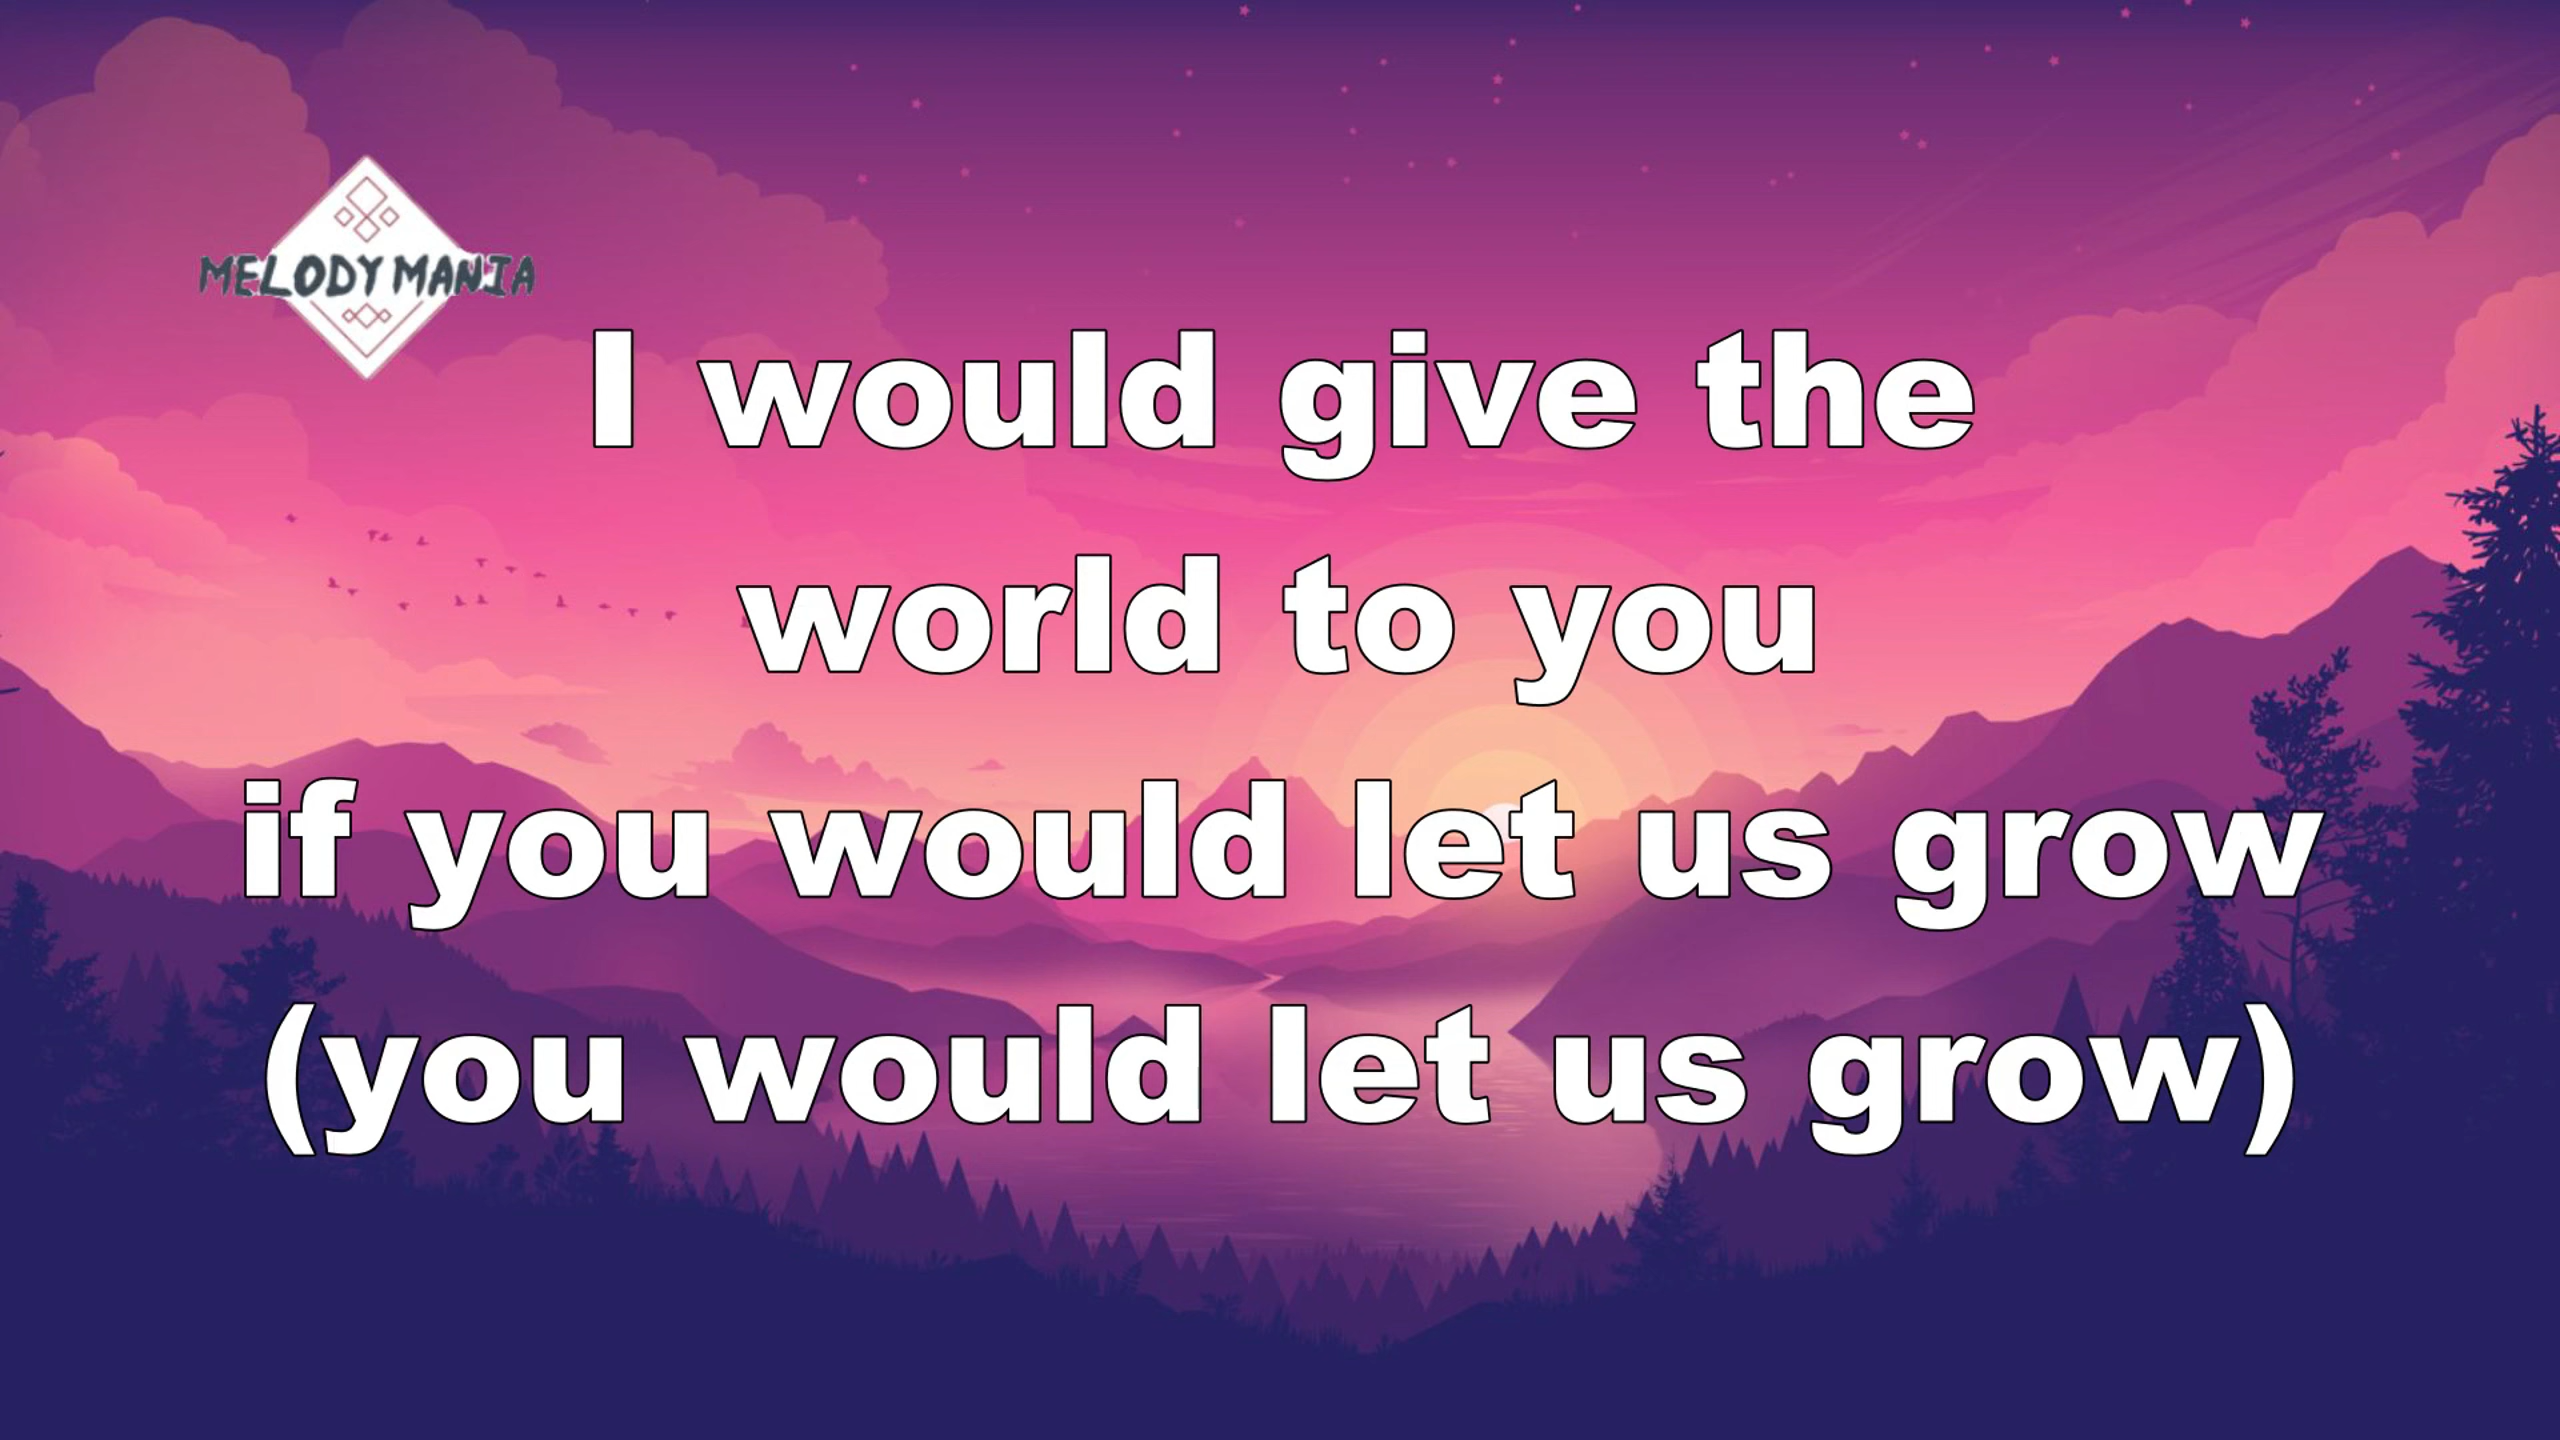 MELODY MANIA
I would give the
world to you
if you would let us grow
(you would let us grow)